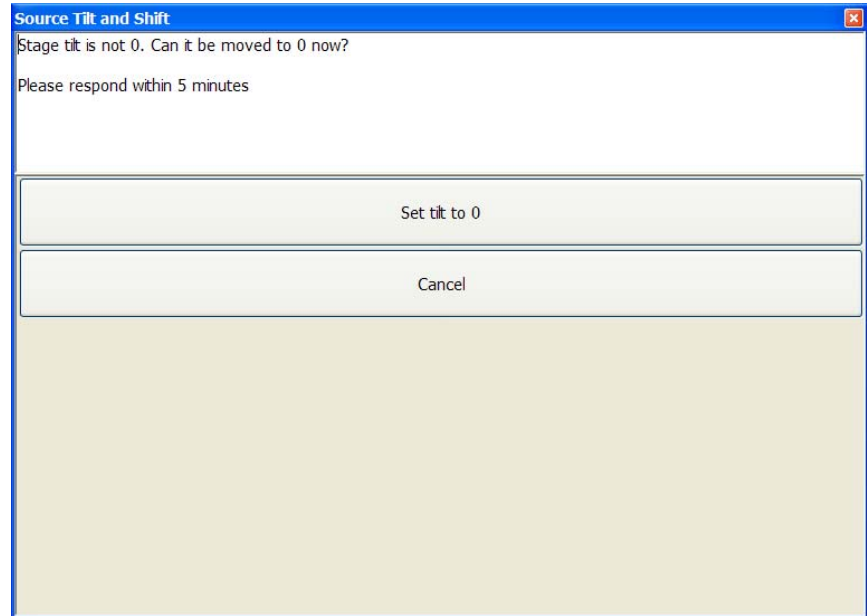 Source Tilt and Shift
Stage tilt is not 0. Can it be moved to 0 now?
Please respond within 5 minutes
Set tilt to 0
Cancel